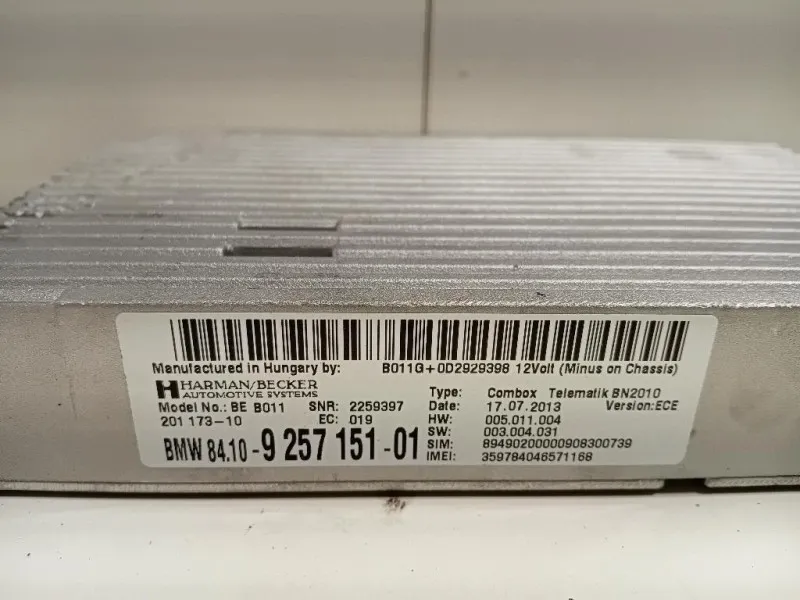 Manufactured in Hungary by: B011G+0D2929398 12Volt (Minus on Chassis)
HARMAN/BECKER
AUTOMOTIVE SYSTEMS
Model No.: BE B011 SNR: 2259397
201 173-10 EC: 019
BMW 84.10-9 257 151-01
Type: Combox Telematik BN2010
Date: 17.07.2013 Version:ECE
HW: 005.011.004
SW: 003.004.031
SIM: 89490200000908300739
IMEI: 359784046571168